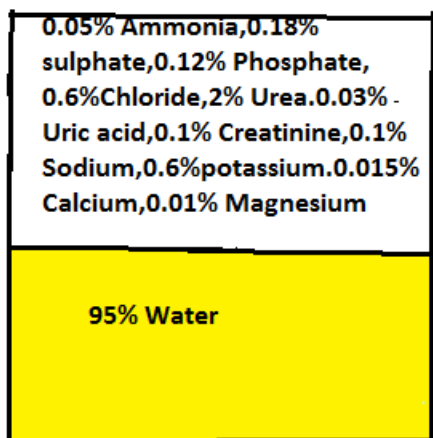 0.05% Ammonia,0.18%
sulphate,0.12% Phosphate,
0.6%Chloride,2% Urea.0.03% -
Uric acid,0.1% Creatinine,0.1%
Sodium,0.6%potassium.0.015%
Calcium,0.01% Magnesium
95% Water